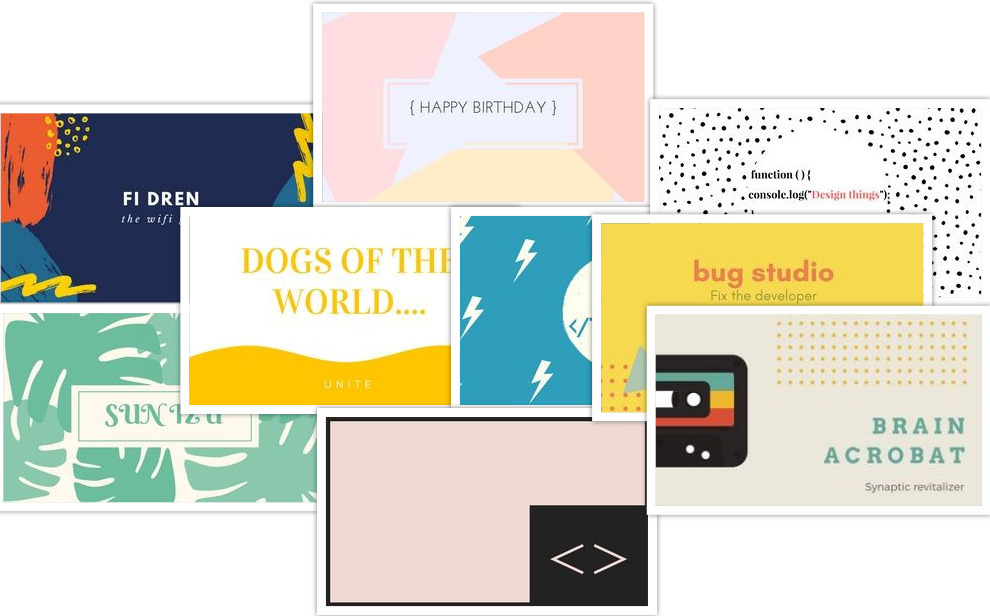 { HAPPY BIRTHDAY }
FI DREN
the wifi
function ( ) {
console.log("Design things");
DOGS OF THE
WORLD....
UNITE
bug studio
Fix the developer
</
SUN
BRAIN
ACROBAT
Synaptic revitalizer
< >